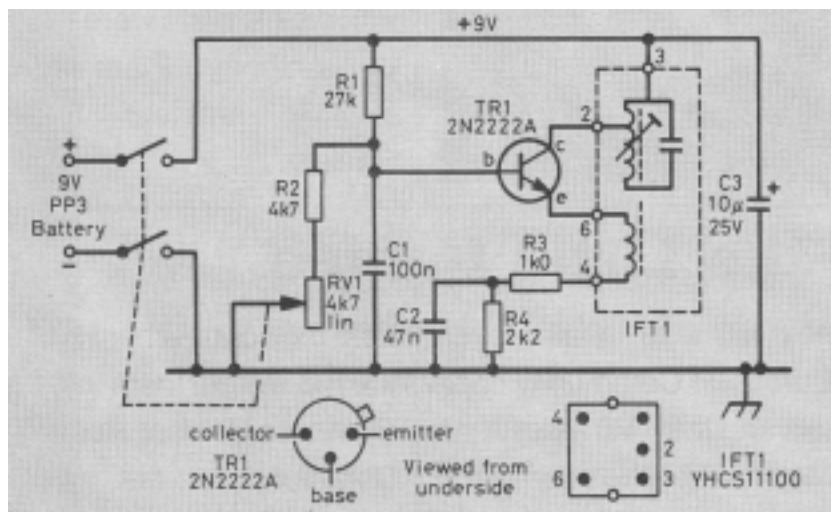 +9V
R1
27k
3
TR1
2N2222A
2
c
b
e
+
9V
PP3
Battery
–
R2
4k7
C3
10µ
25V
+
6
R3
1k0
4
C1
100n
RV1
4k7
lin
C2
47n
R4
2k2
IFT1
collector
emitter
TR1
2N2222A
base
Viewed from
underside
4
2
6
3
IFT1
YHCS11100